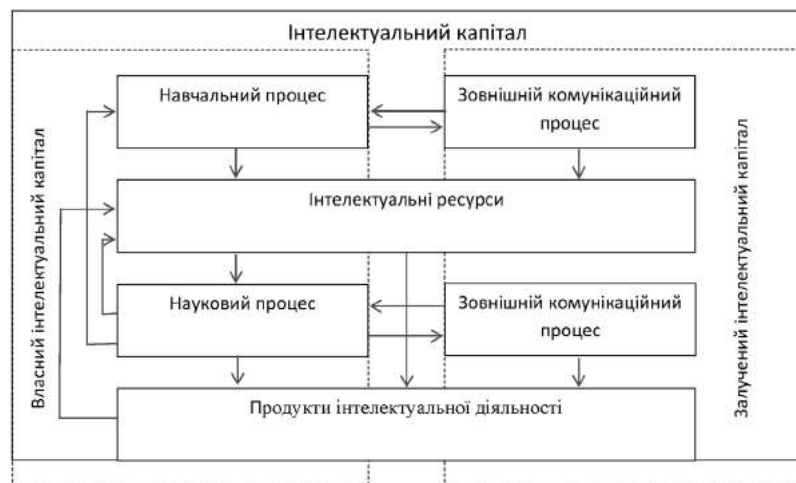 Інтелектуальний капітал
Власний інтелектуальний капітал
Навчальний процес
Зовнішній комунікаційний
процес
Інтелектуальні ресурси
Науковий процес
Зовнішній комунікаційний
процес
Продукти інтелектуальної діяльності
Залучений інтелектуальний капітал